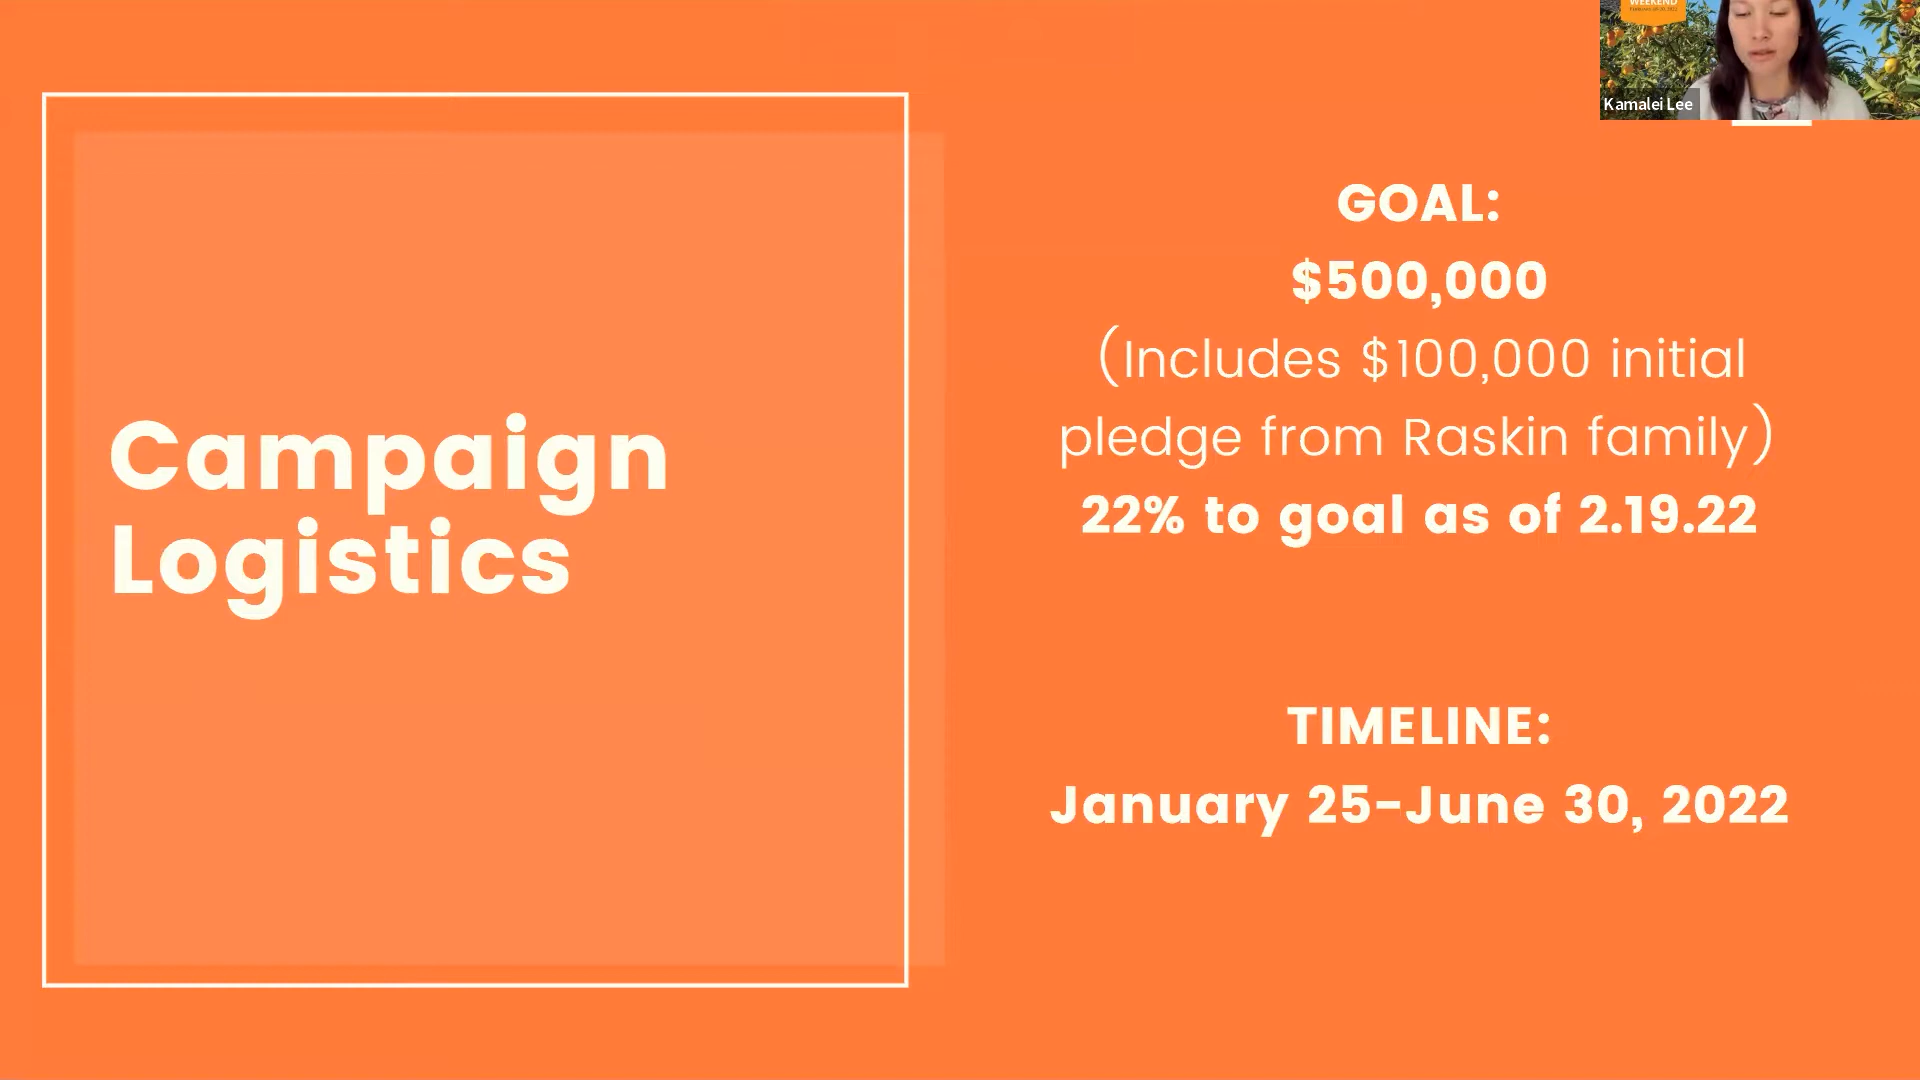 WEEKEND
Kamalei Lee
Campaign
Logistics
GOAL:
$500,000
(Includes $100,000 initial
pledge from Raskin family)
22% to goal as of 2.19.22
TIMELINE:
January 25-June 30, 2022